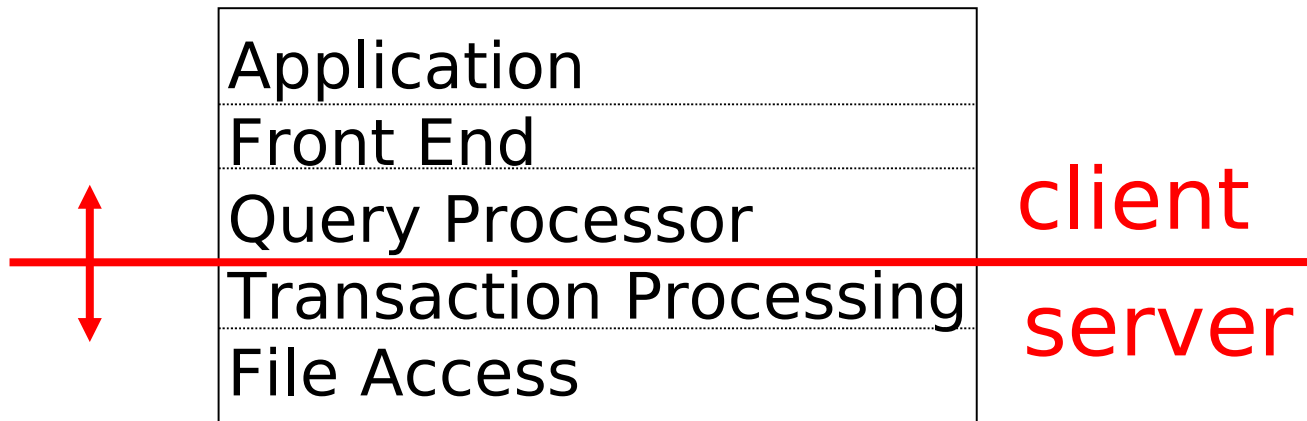 Application
Front End
Query Processor
client
Transaction Processing
server
File Access